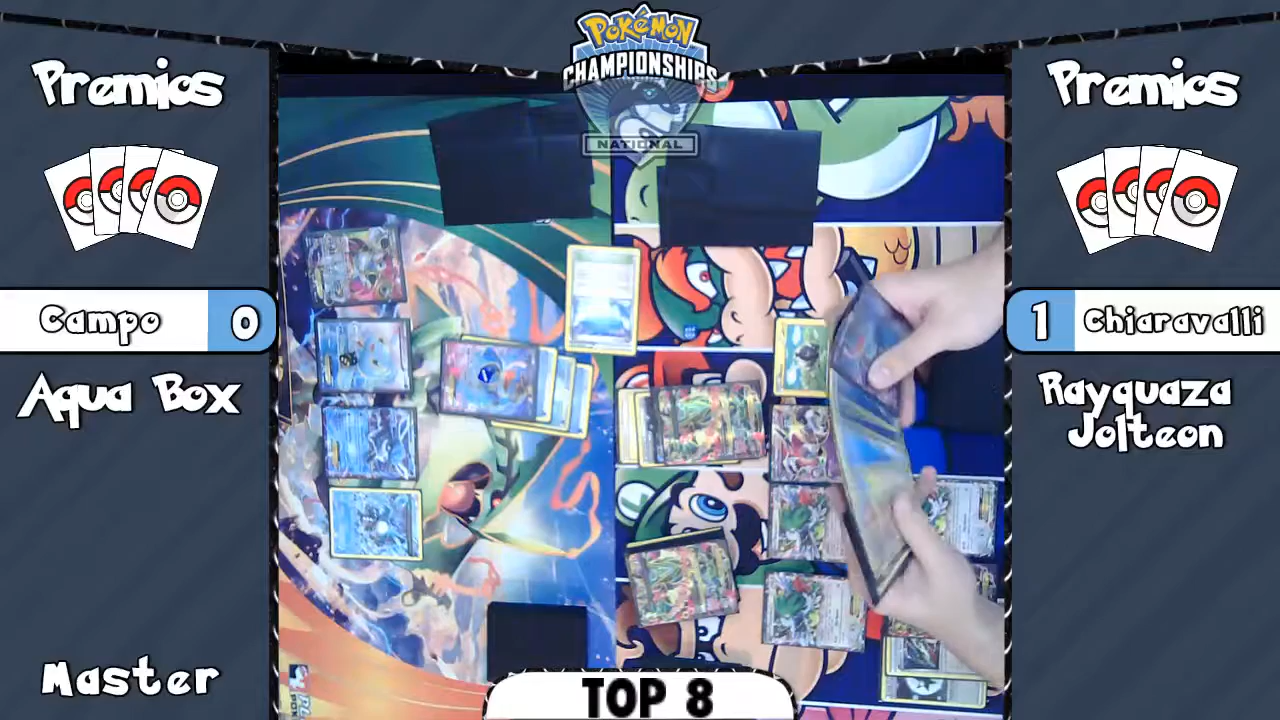 POKéMON
CHAMPIONSHIPS
NATIONAL
Premios
Premios
Campo 0
1 Chiaravalli
Aqua Box
Rayquaza
Jolteon
Master
TOP 8